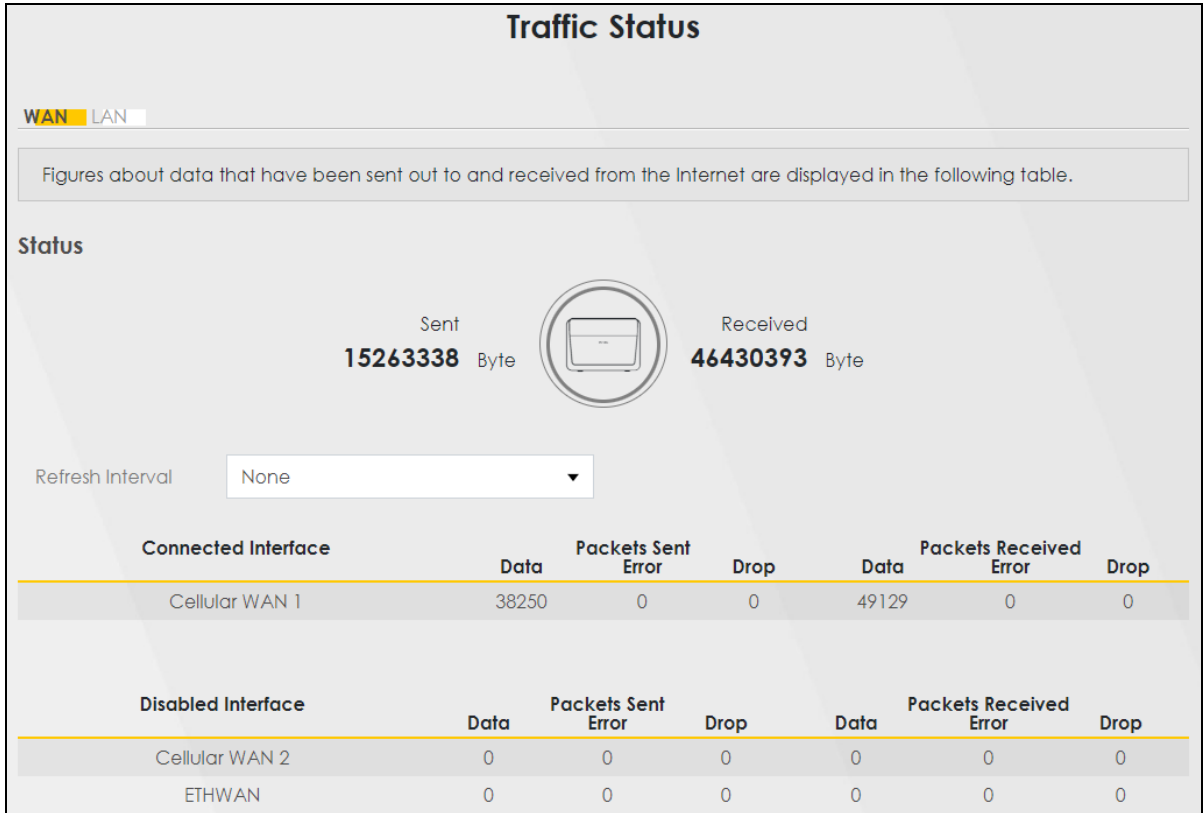 Traffic Status
WAN LAN
Figures about data that have been sent out to and received from the Internet are displayed in the following table.
Status
Sent Received
15263338 Byte 46430393 Byte
Refresh Interval None
Connected Interface Packets Sent Packets Received
Data Error Drop Data Error Drop
Cellular WAN 1 38250 0 0 49129 0 0
Disabled Interface Packets Sent Packets Received
Data Error Drop Data Error Drop
Cellular WAN 2 0 0 0 0 0 0
ETHWAN 0 0 0 0 0 0